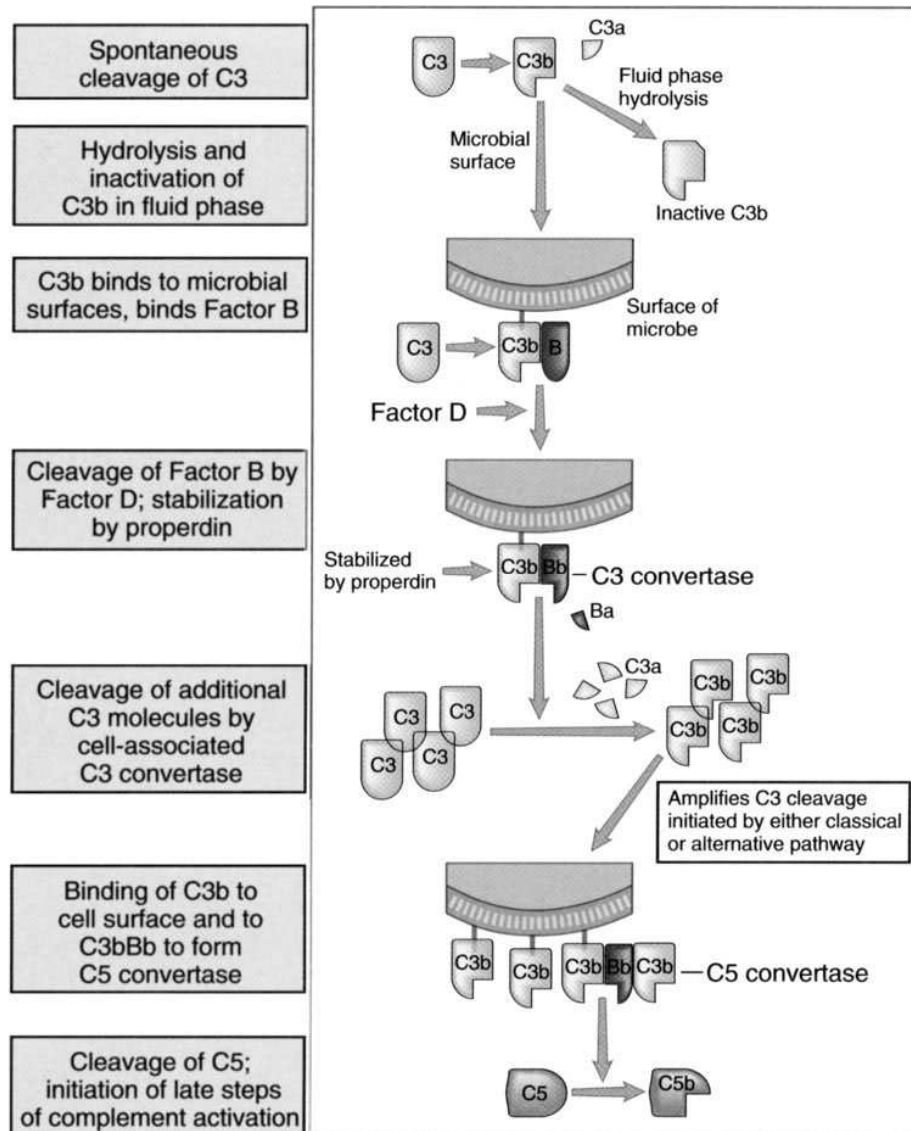 Spontaneous
cleavage of C3
Hydrolysis and
inactivation of
C3b in fluid phase
C3b binds to microbial
surfaces, binds Factor B
Cleavage of Factor B by
Factor D; stabilization
by properdin
Cleavage of additional
C3 molecules by
cell-associated
C3 convertase
Binding of C3b to
cell surface and to
C3bBb to form
C5 convertase
Cleavage of C5;
initiation of late steps
of complement activation
C3a
C3
C3b
Fluid phase
hydrolysis
Microbial
surface
Inactive C3b
Surface of
microbe
C3
C3b
B
Factor D
Stabilized
by properdin
C3b
Bb
C3 convertase
Ba
C3a
C3
C3
C3
C3
C3b
C3b
C3b
C3b
Amplifies C3 cleavage
initiated by either classical
or alternative pathway
C3b
C3b
C3b
Bb
C3b
C5 convertase
C5
C5b